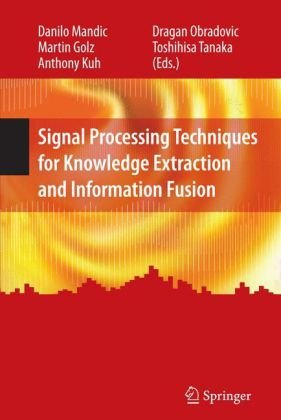 Danilo Mandic
Martin Golz
Anthony Kuh
Dragan Obradovic
Toshihisa Tanaka
(Eds.)
Signal Processing Techniques
for Knowledge Extraction
and Information Fusion
Springer